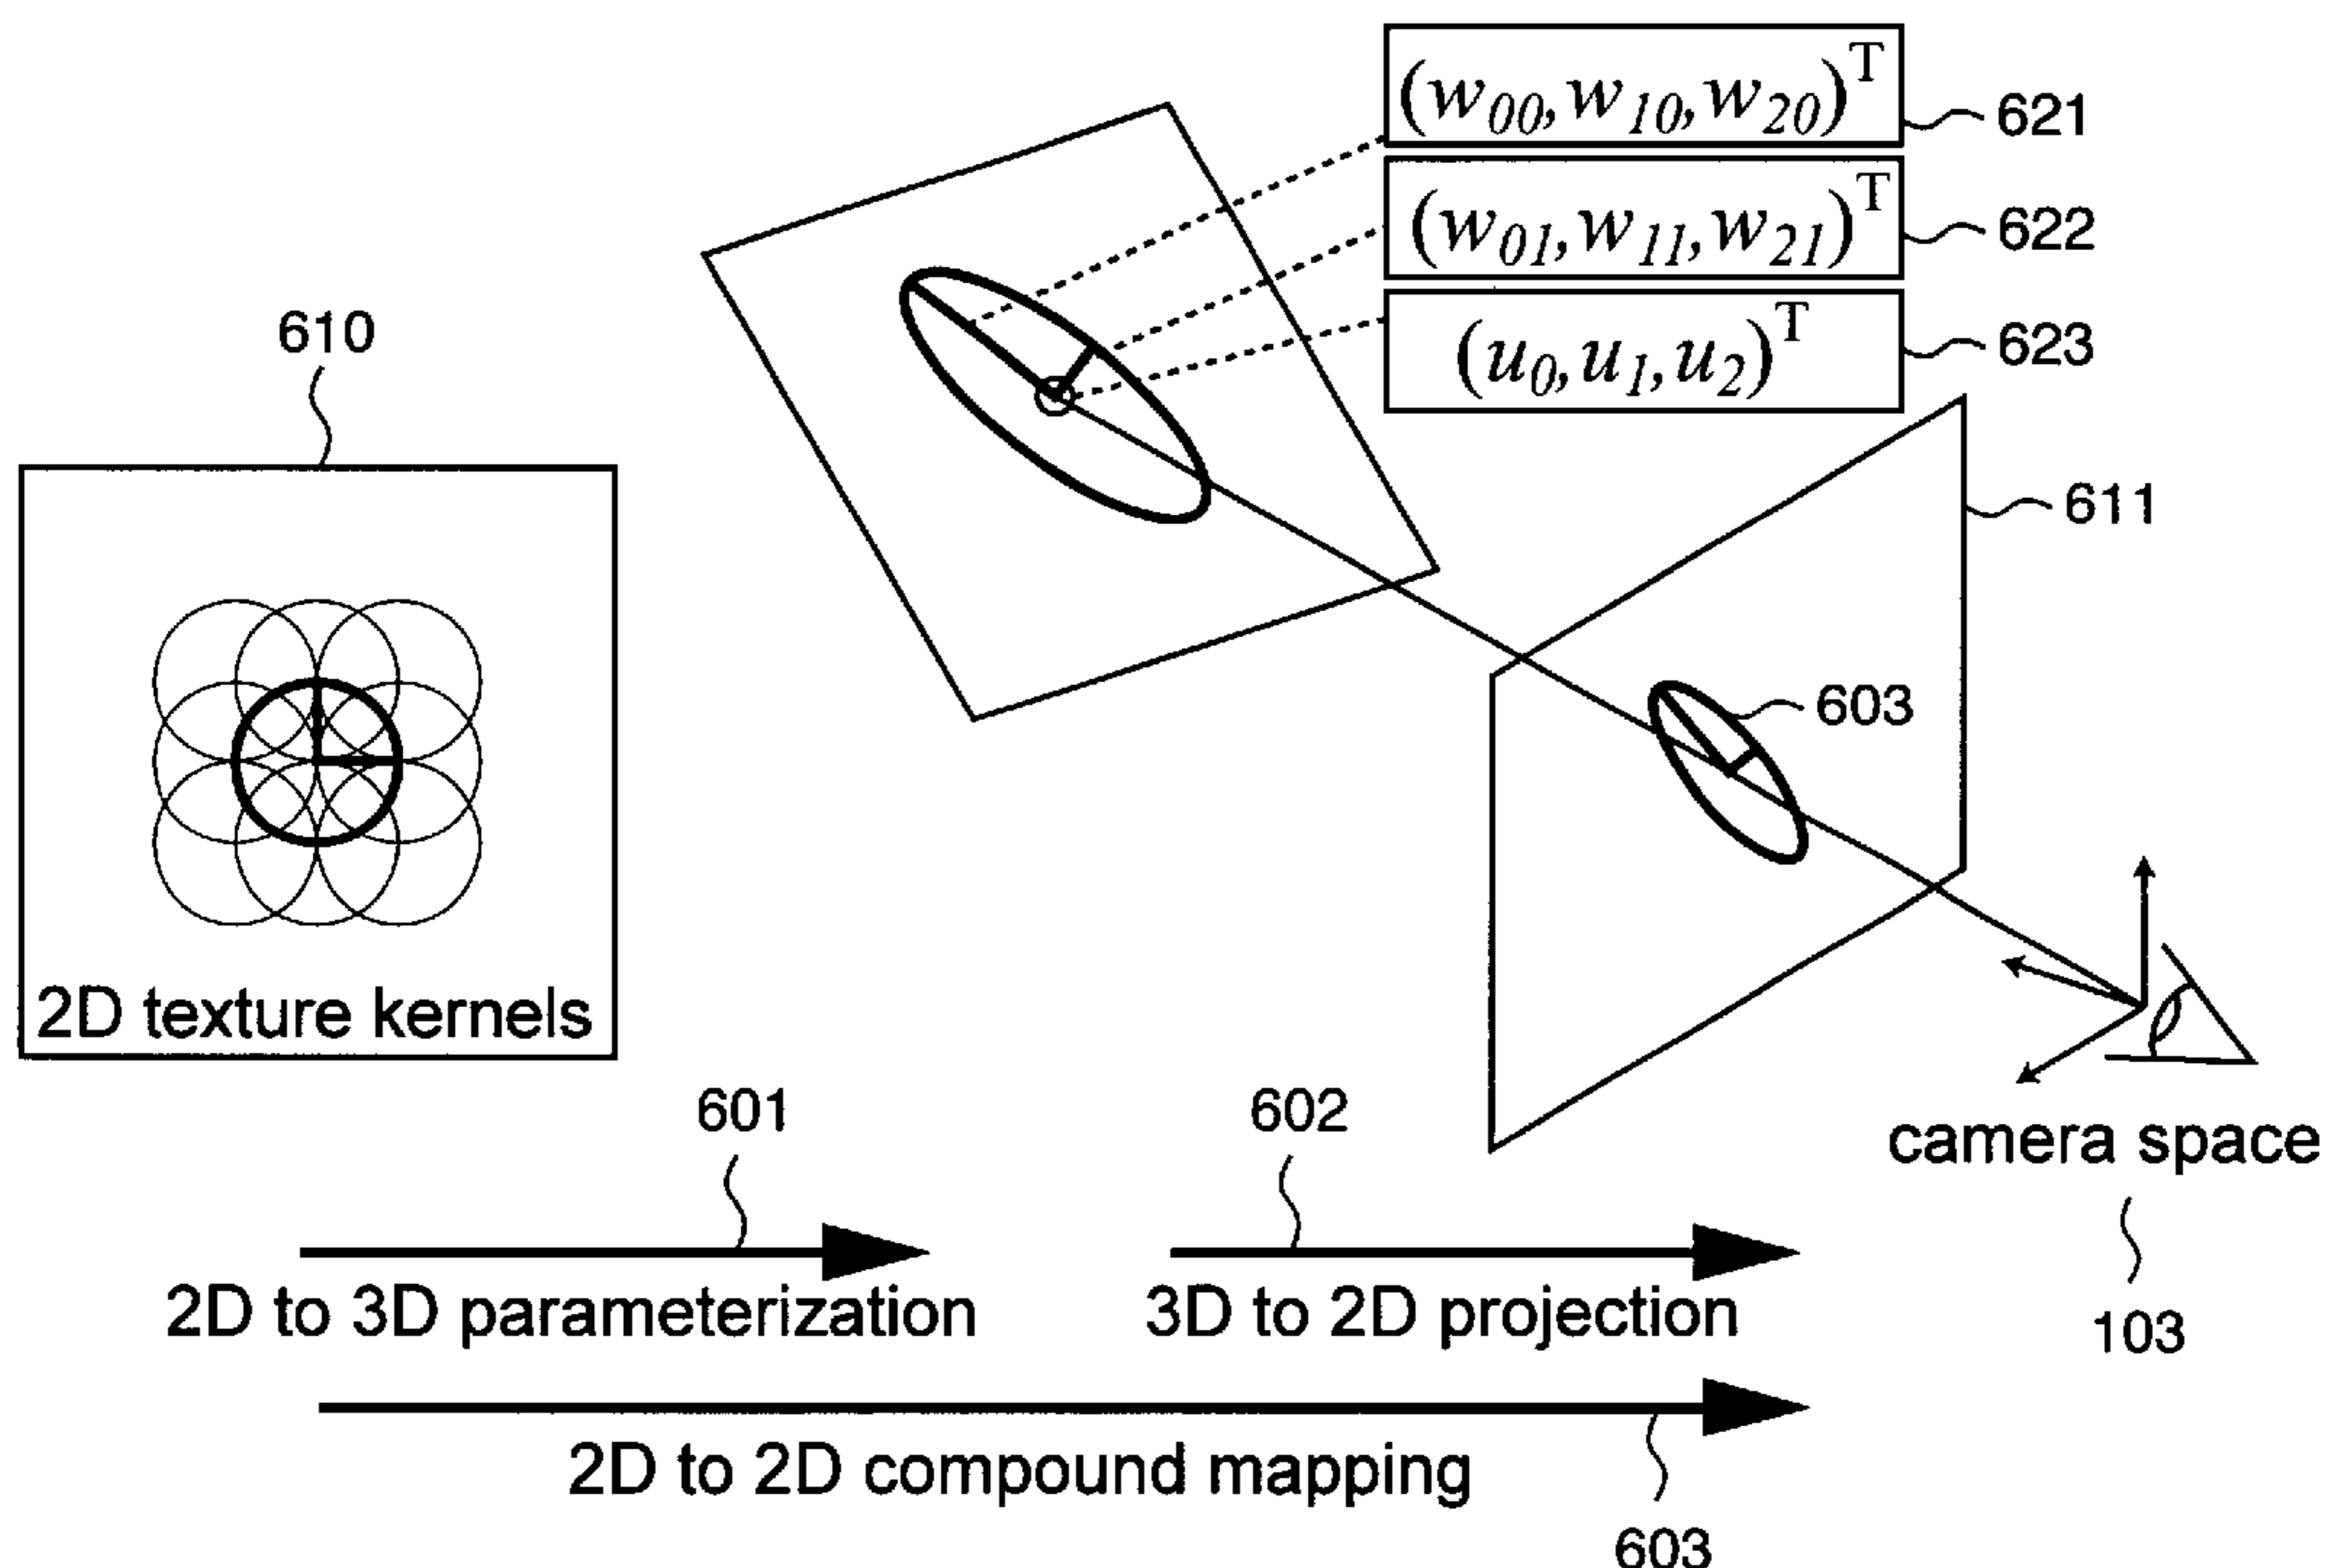 (w00, w10, w20)T
621
(w01, w11, w21)T
622
(u0, u1, u2)T
623
610
611
603
2D texture kernels
601
602
camera space
103
2D to 3D parameterization
3D to 2D projection
2D to 2D compound mapping
603